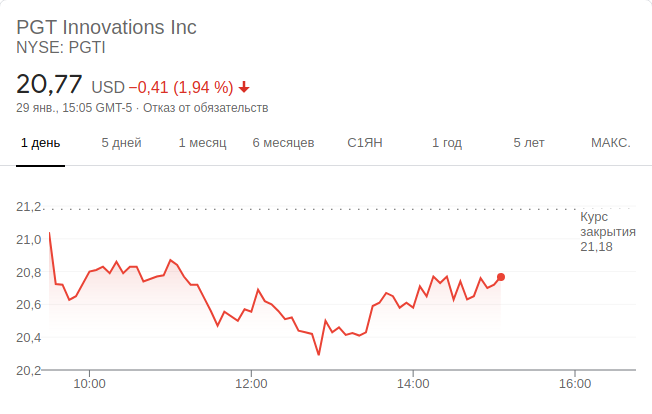 PGT Innovations Inc
NYSE: PGTI
20,77 USD −0,41 (1,94 %)
29 янв., 15:05 GMT-5 · Отказ от обязательств
1 день 5 дней 1 месяц 6 месяцев С1ЯН 1 год 5 лет МАКС.
21,2
Курс
закрытия
21,18
21,0
20,8
20,6
20,4
20,2
10:00 12:00 14:00 16:00